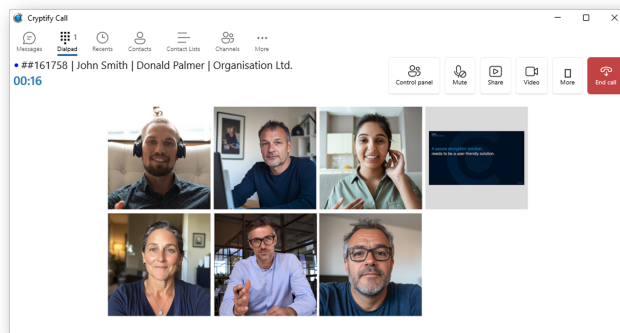 Cryptify Call
1
Messages Dialpad Recents Contacts Contact Lists Channels More
##161758 | John Smith | Donald Palmer | Organisation Ltd.
00:16
Control panel Mute Share Video More End call
A secure encryption solution
needs to be a user-friendly solution.